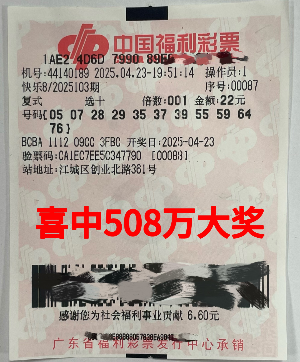 中国福利彩票
1AE2 4D6D 7990 89E0
机号:44140189 2025.04.23-19:51:14 操作员:1
快乐8/2025103期 序号:00087
复式 选十 倍数:001 金额:22元
号码{05 07 28 29 35 37 39 55 59 64
76}
BCBA 1112 09CC 3FBC 开奖日:2025-04-23
验票码:CA1EC7EE5C347790 [00088]
站地址:江城区创业北路361号
喜中508万大奖
感谢您为社会福利事业贡献 6.60元
广东省福利彩票发行中心承销